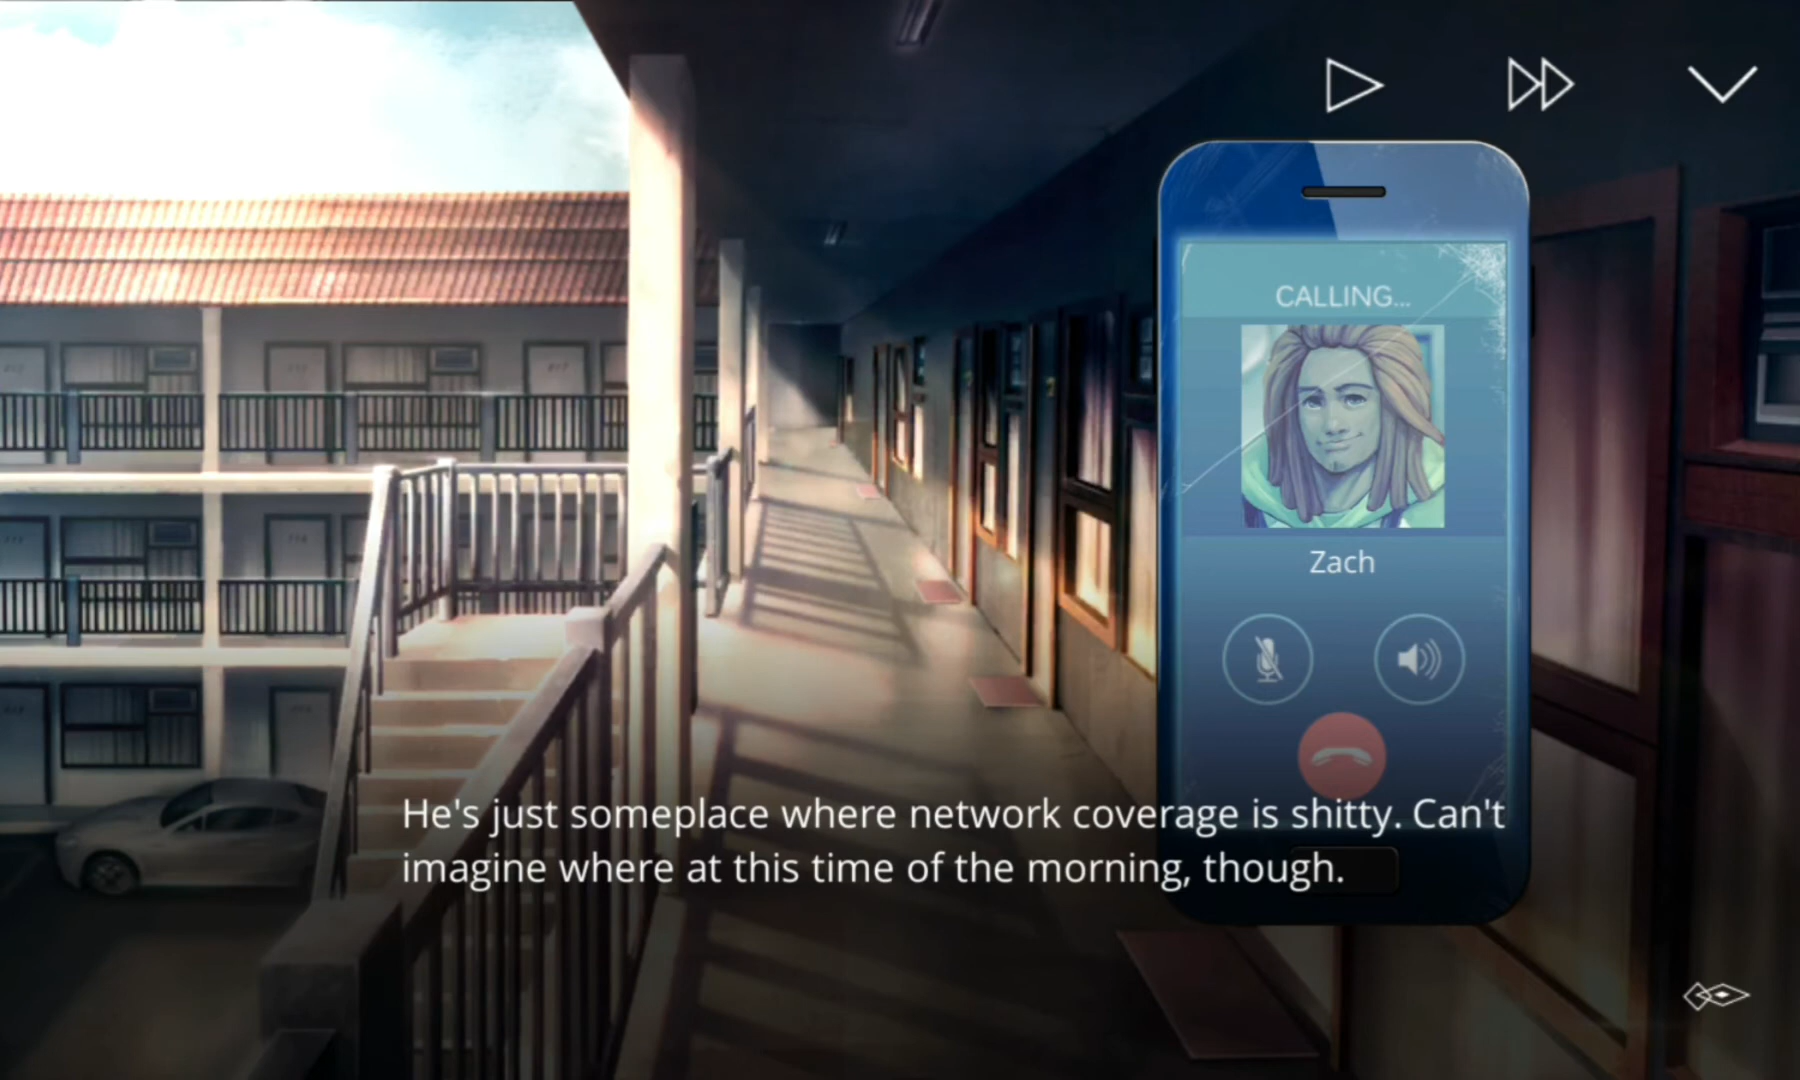 CALLING...
Zach
He's just someplace where network coverage is shitty. Can't
imagine where at this time of the morning, though.